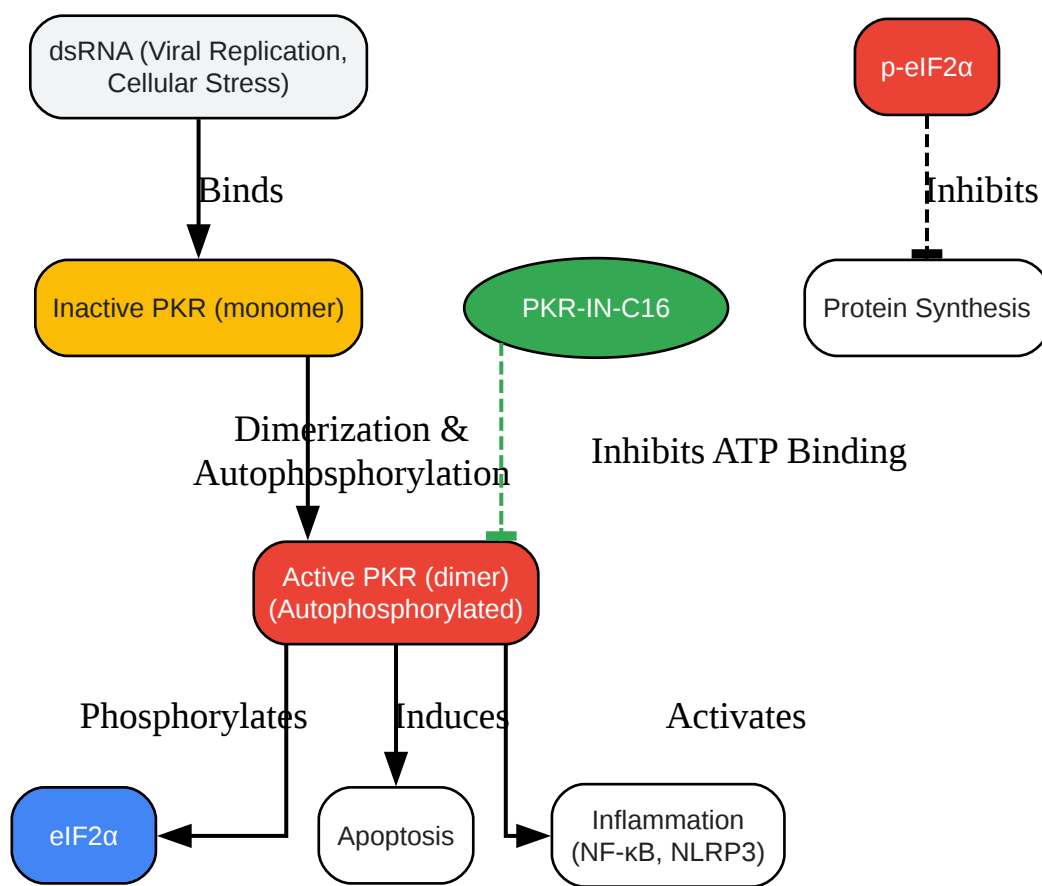 dsRNA (Viral Replication,
Cellular Stress)
p-eIF2α
Binds
Inhibits
Inactive PKR (monomer)
PKR-IN-C16
Protein Synthesis
Dimerization &
Autophosphorylation
Inhibits ATP Binding
Active PKR (dimer)
(Autophosphorylated)
Phosphorylates
Induces
Activates
eIF2α
Apoptosis
Inflammation
(NF-κB, NLRP3)